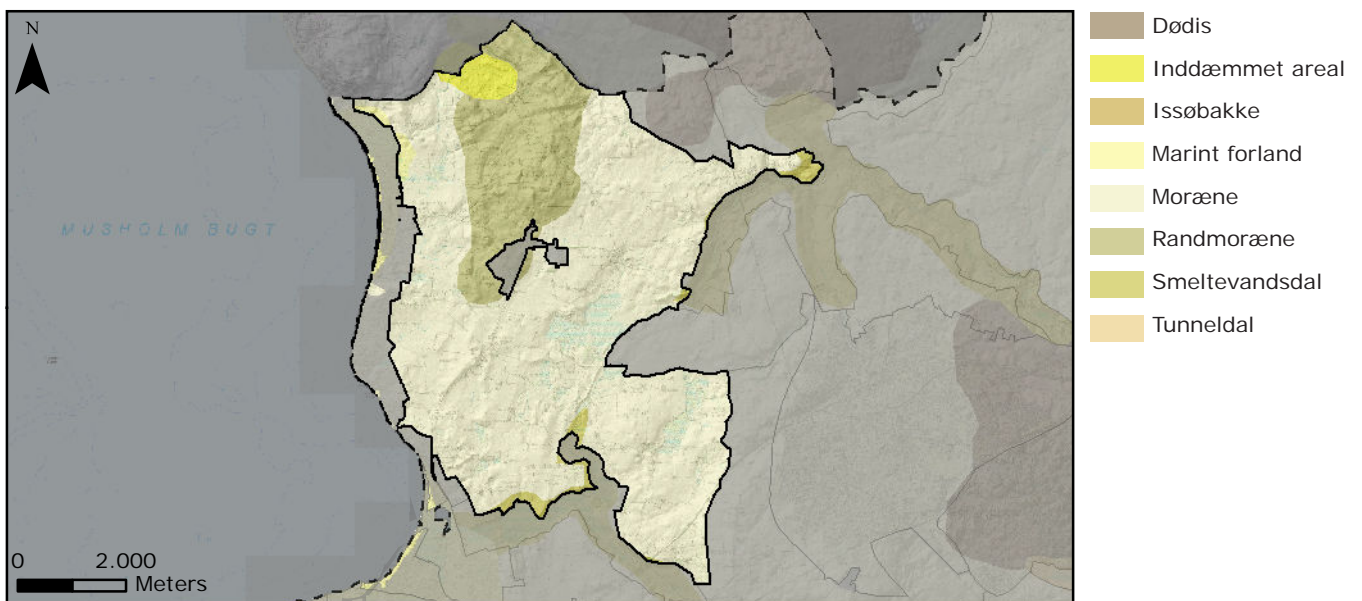 N
MUSHOLM BUGT
0 2.000
Meters
Dødis
Inddæmmet areal
Issøbakke
Marint forland
Moræne
Randmoræne
Smeltevandsdal
Tunneldal